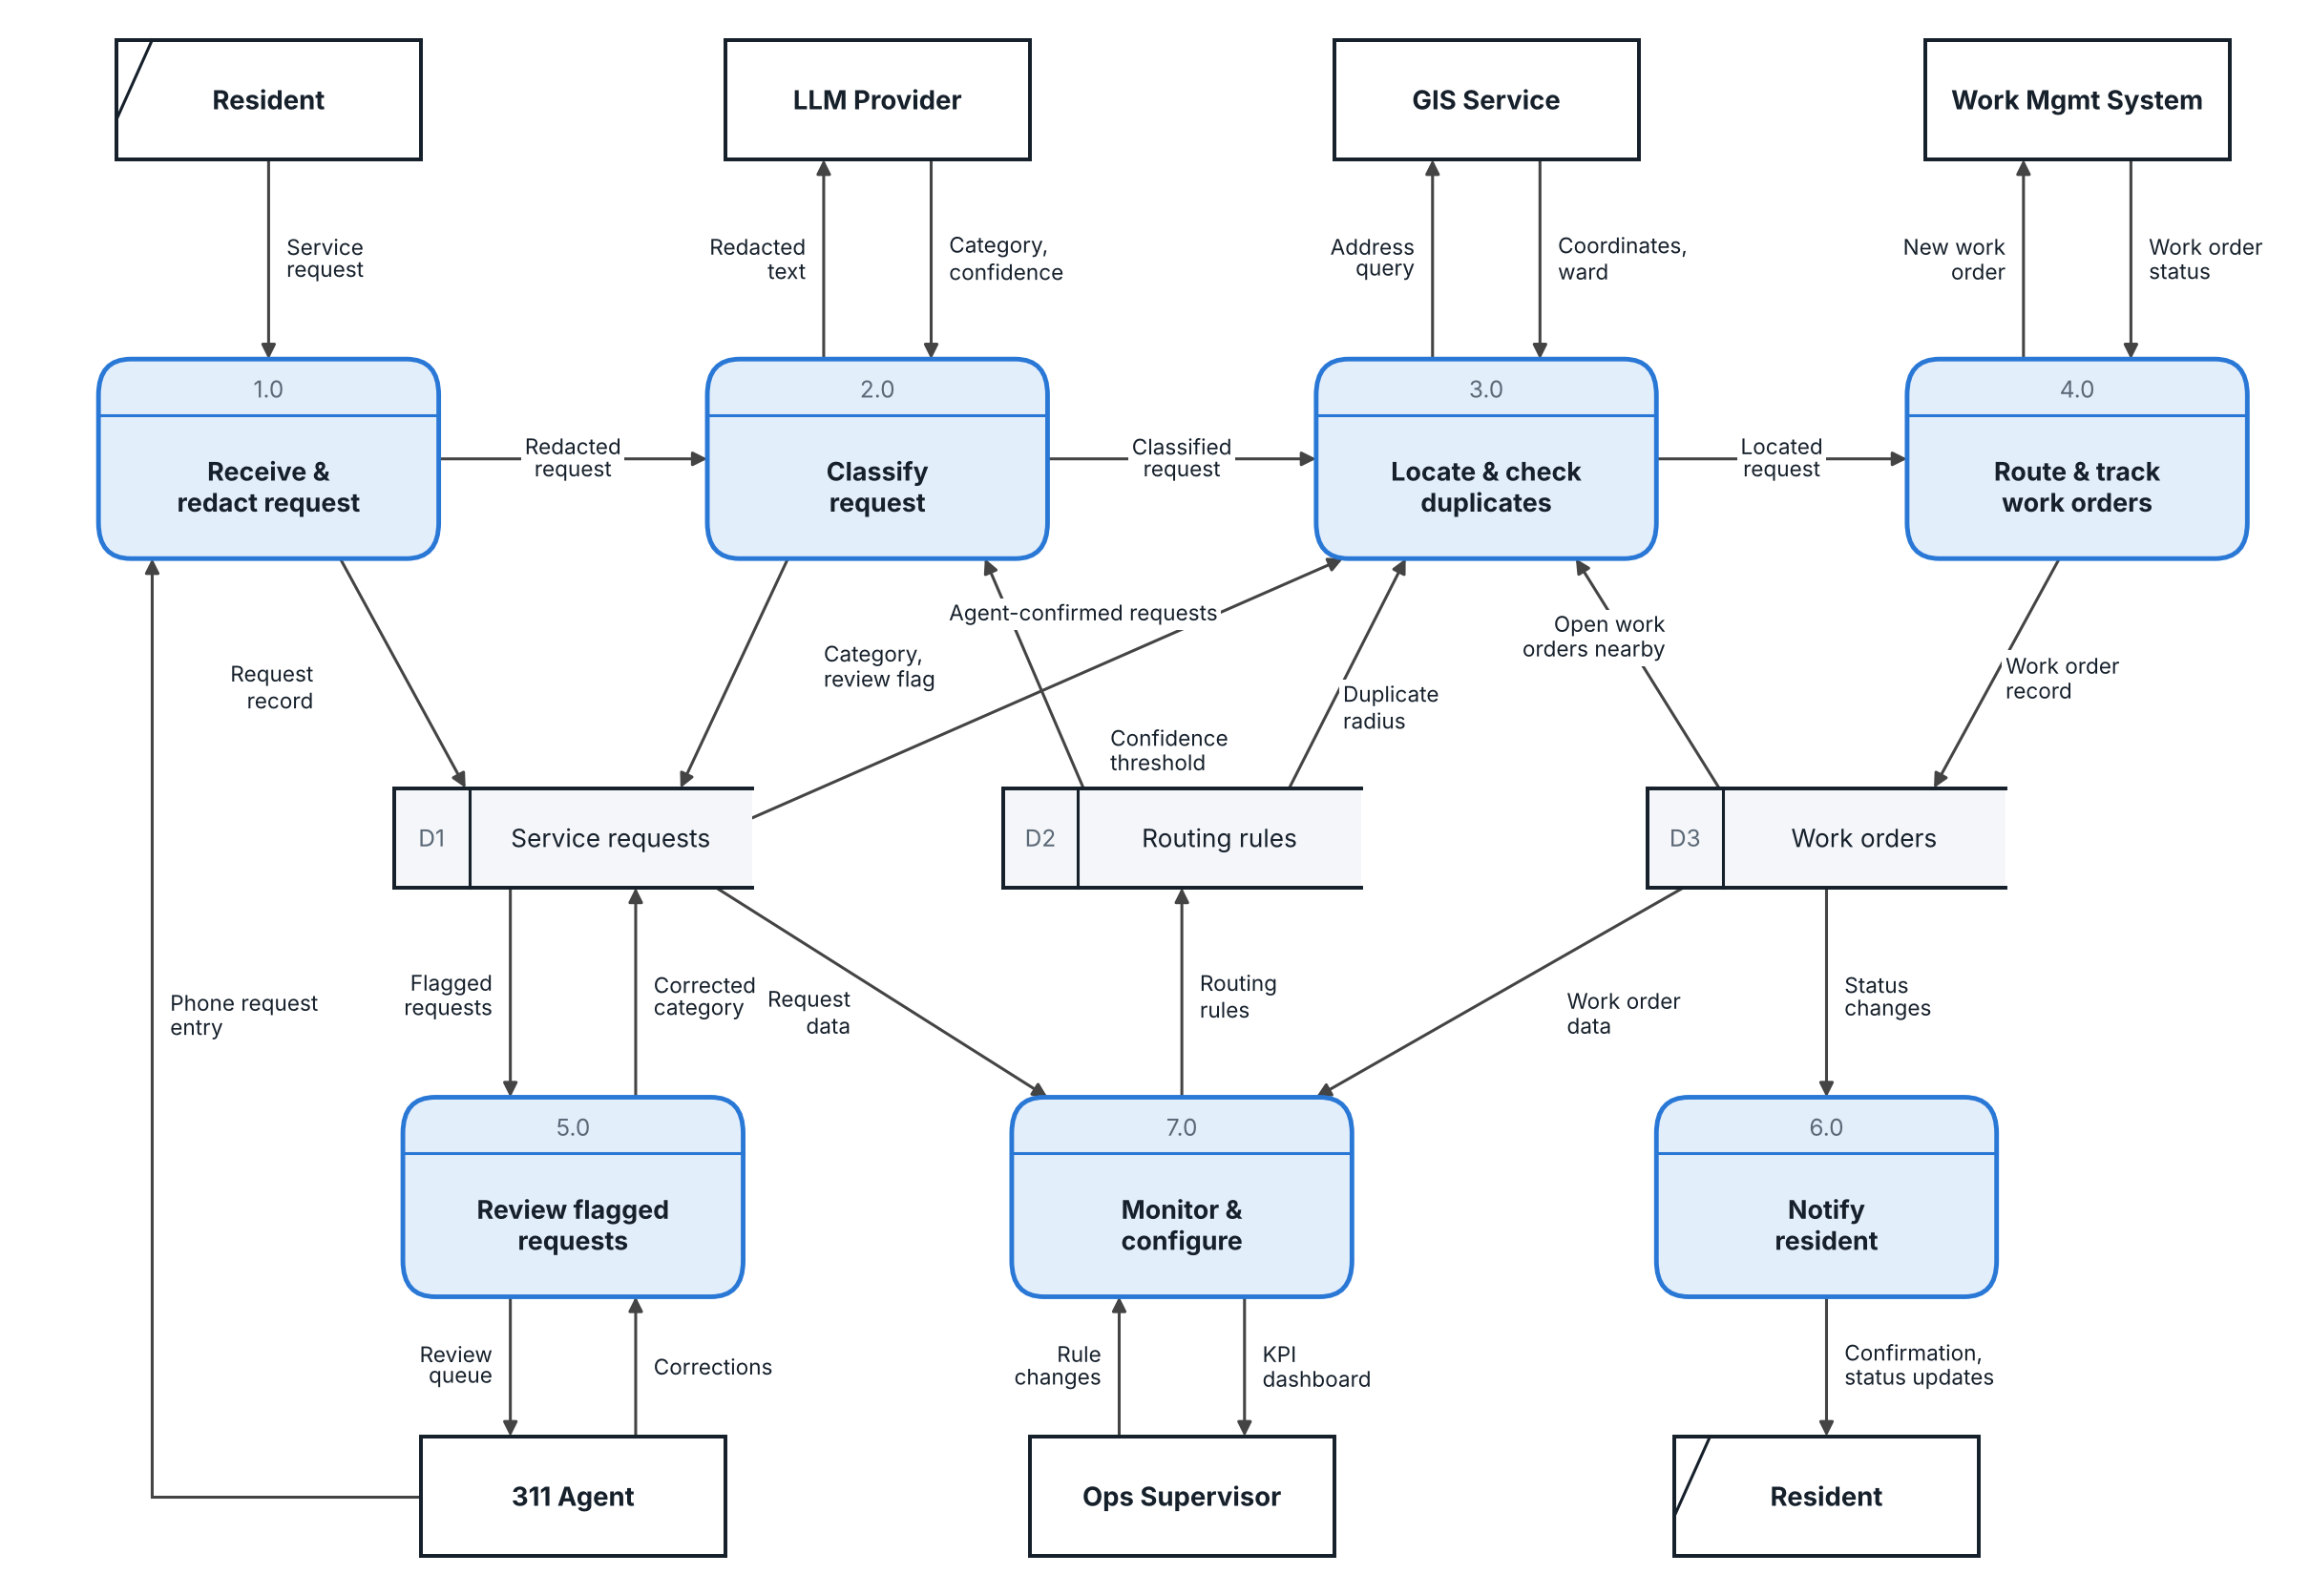 Resident
LLM Provider
GIS Service
Work Mgmt System
Service
request
Redacted
text
Category,
confidence
Address
query
Coordinates,
ward
New work
order
Work order
status
1.0
Receive &
redact request
Redacted
request
2.0
Classify
request
Classified
request
3.0
Locate & check
duplicates
Located
request
4.0
Route & track
work orders
Request
record
Category,
review flag
Agent-confirmed requests
Confidence
threshold
Duplicate
radius
Open work
orders nearby
Work order
record
D1
Service requests
D2
Routing rules
D3
Work orders
Phone request
entry
Flagged
requests
Corrected
category
Request
data
Routing
rules
Work order
data
Status
changes
5.0
Review flagged
requests
7.0
Monitor &
configure
6.0
Notify
resident
Review
queue
Corrections
Rule
changes
KPI
dashboard
Confirmation,
status updates
311 Agent
Ops Supervisor
Resident